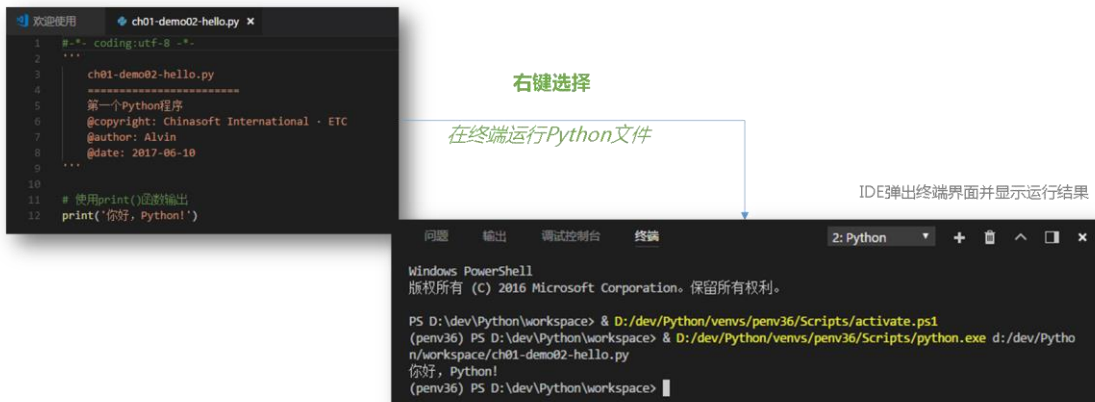 欢迎使用 ch01-demo02-hello.py ×
1 #-*- coding:utf-8 -*-
2 '''
3 ch01-demo02-hello.py
4 ========================
5 第一个Python程序
6 @copyright: Chinasoft International · ETC
7 @author: Alvin
8 @date: 2017-06-10
9 '''
10
11 # 使用print()函数输出
12 print('你好，Python!')
右键选择
在终端运行Python文件
IDE弹出终端界面并显示运行结果
问题 输出 调试控制台 终端 2: Python
Windows PowerShell
版权所有 (C) 2016 Microsoft Corporation。保留所有权利。
PS D:\dev\Python\workspace> & D:/dev/Python/venvs/penv36/Scripts/activate.ps1
(penv36) PS D:\dev\Python\workspace> & D:/dev/Python/venvs/penv36/Scripts/python.exe d:/dev/Pytho
n/workspace/ch01-demo02-hello.py
你好，Python!
(penv36) PS D:\dev\Python\workspace>